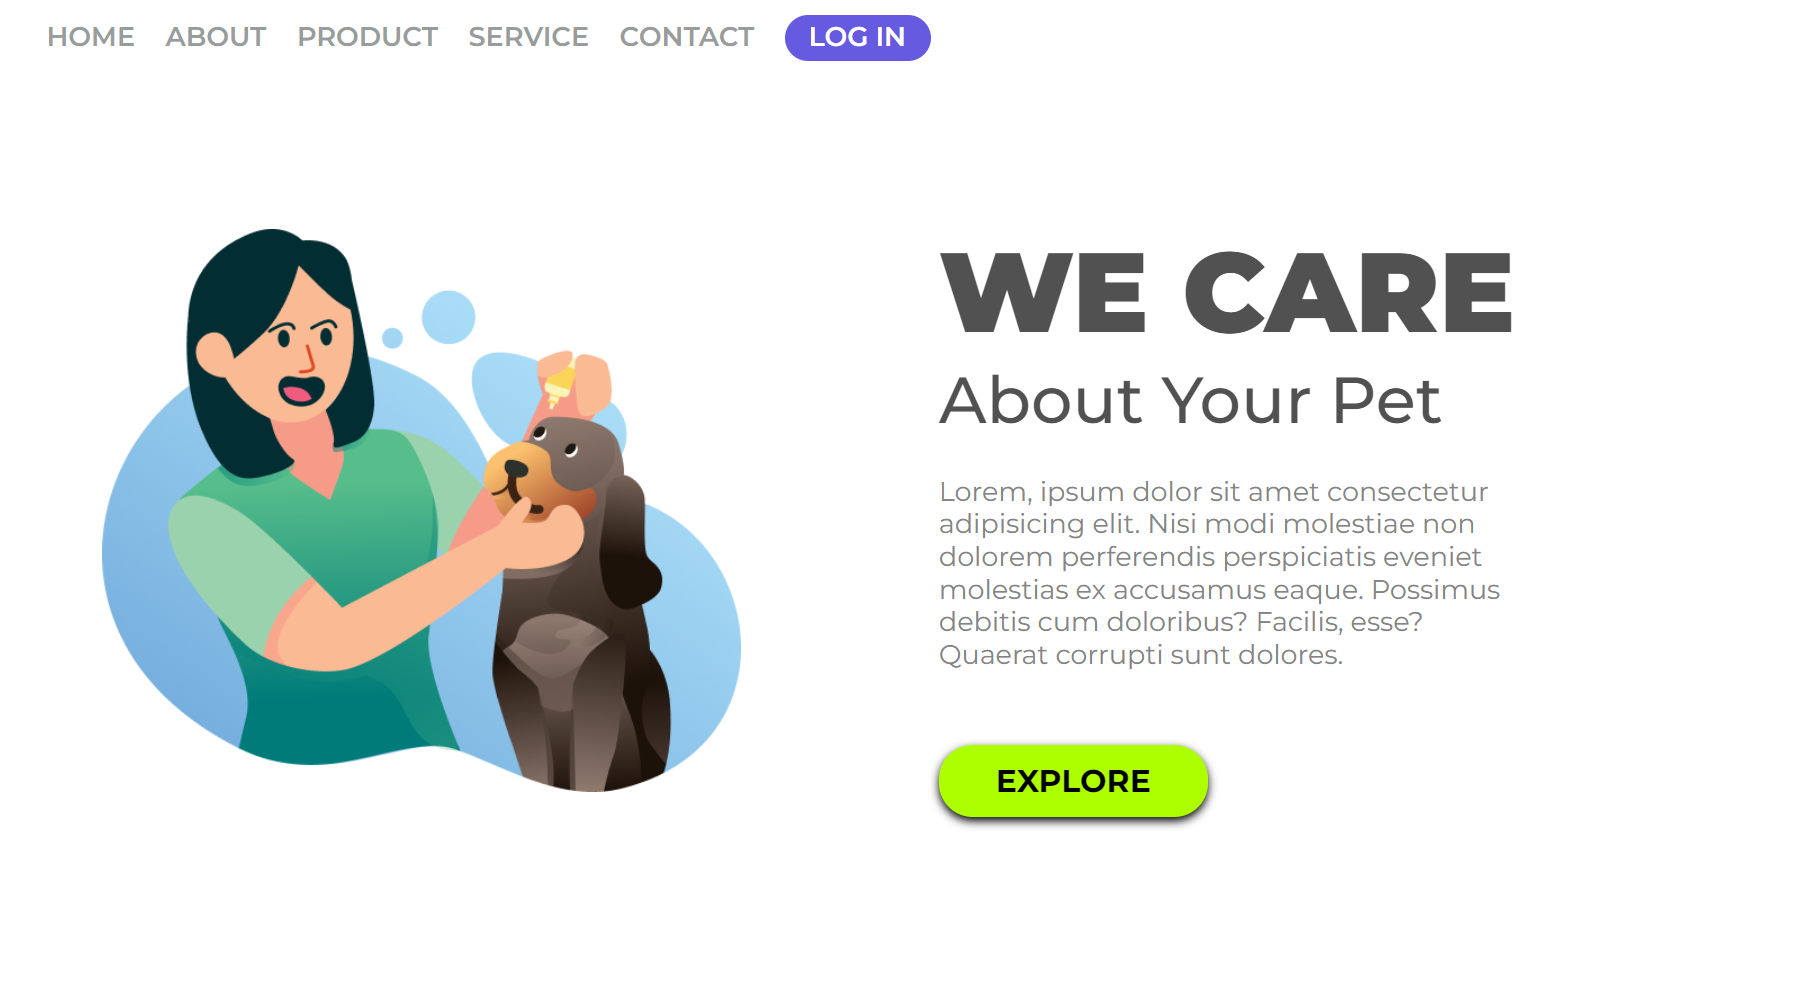 HOME ABOUT PRODUCT SERVICE CONTACT LOG IN
WE CARE
About Your Pet
Lorem, ipsum dolor sit amet consectetur
adipisicing elit. Nisi modi molestiae non
dolorem perferendis perspiciatis eveniet
molestias ex accusamus eaque. Possimus
debitis cum doloribus? Facilis, esse?
Quaerat corrupti sunt dolores.
EXPLORE